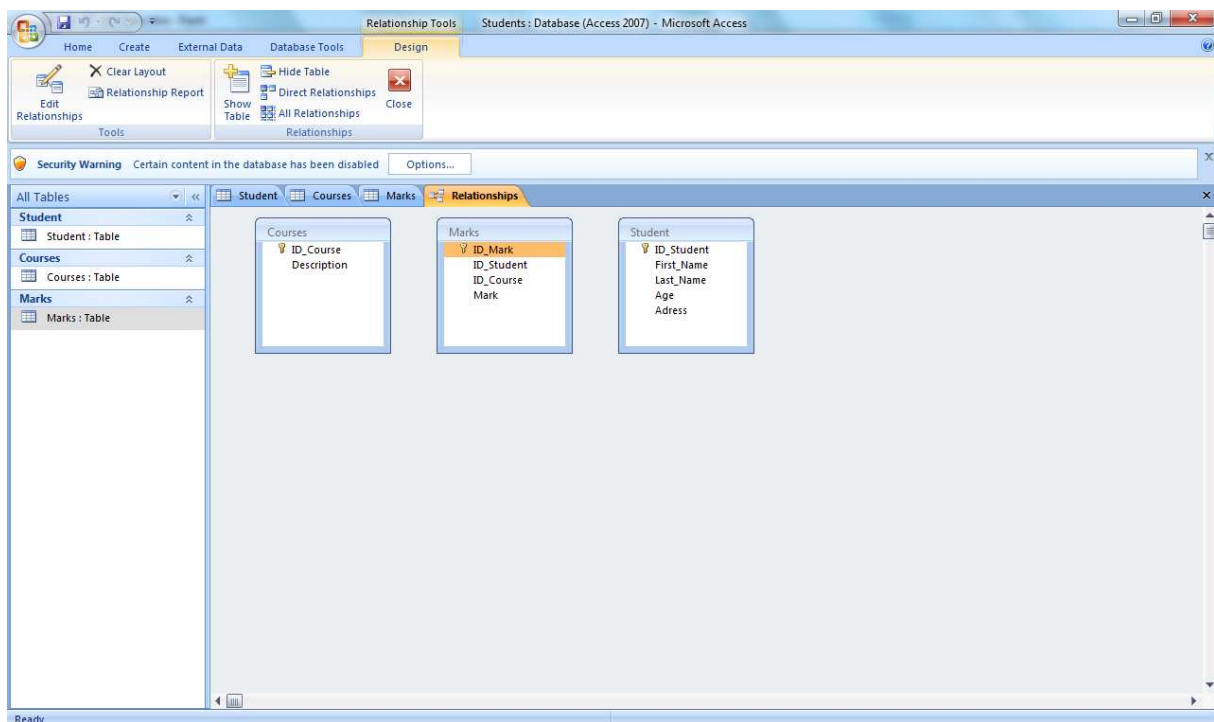 Relationship Tools
Students : Database (Access 2007) - Microsoft Access
Home Create External Data Database Tools Design
Edit Relationships
Clear Layout
Relationship Report
Tools
Show Table
Hide Table
Direct Relationships
All Relationships
Close
Relationships
Security Warning Certain content in the database has been disabled Options...
All Tables
Student
Student : Table
Courses
Courses : Table
Marks
Marks : Table
Student Courses Marks Relationships
Courses
ID_Course
Description
Marks
ID_Mark
ID_Student
ID_Course
Mark
Student
ID_Student
First_Name
Last_Name
Age
Adress
Ready